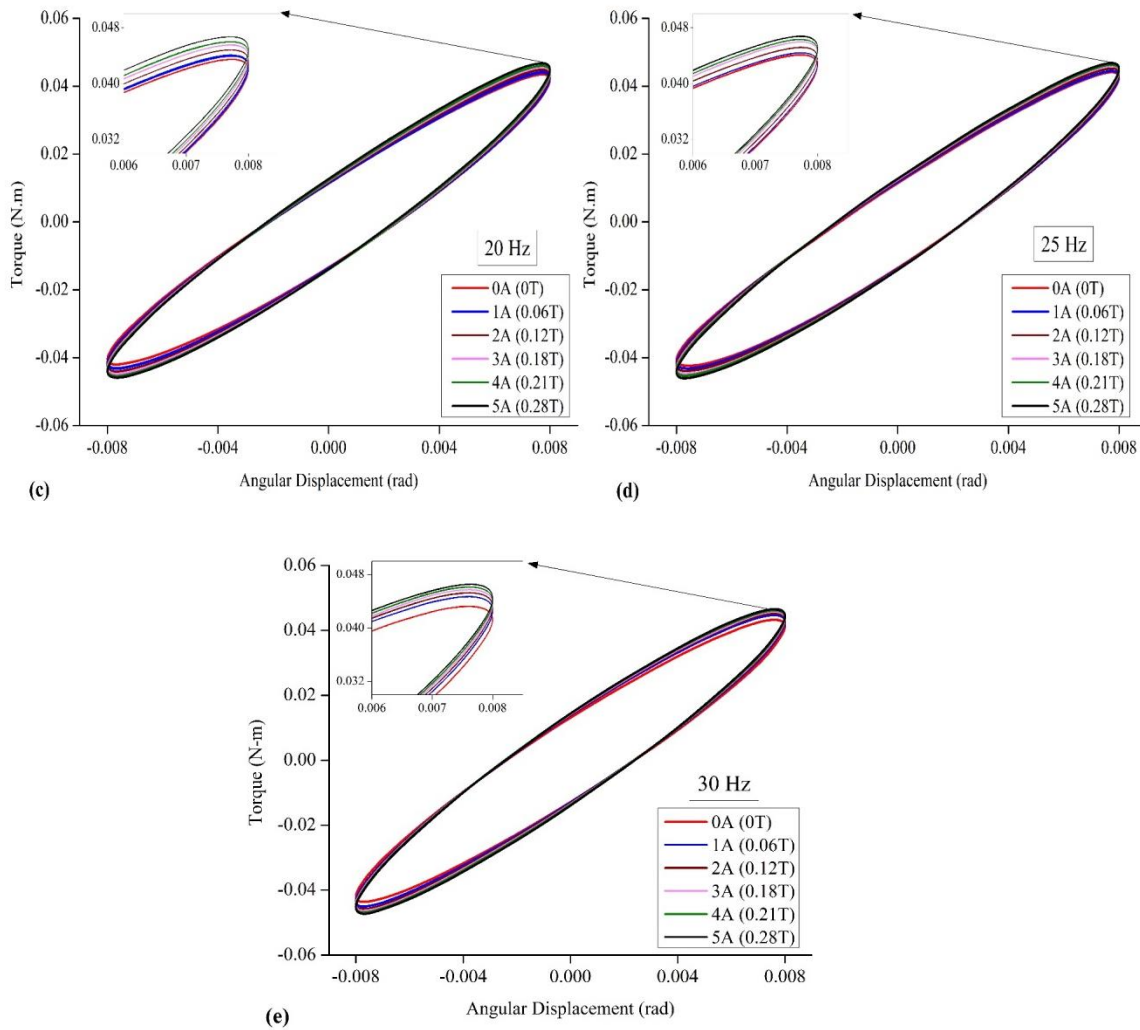 0.06
0.04
0.02
0.00
-0.02
-0.04
-0.06
Torque (N.m)
0.048
0.040
0.032
0.006 0.007 0.008
20 Hz
0A (0T)
1A (0.06T)
2A (0.12T)
3A (0.18T)
4A (0.21T)
5A (0.28T)
-0.008 -0.004 0.000 0.004 0.008
Angular Displacement (rad)
(c)
0.06
0.04
0.02
0.00
-0.02
-0.04
-0.06
Torque (N.m)
0.048
0.040
0.032
0.006 0.007 0.008
25 Hz
0A (0T)
1A (0.06T)
2A (0.12T)
3A (0.18T)
4A (0.21T)
5A (0.28T)
-0.008 -0.004 0.000 0.004 0.008
Angular Displacement (rad)
(d)
0.06
0.04
0.02
0.00
-0.02
-0.04
-0.06
Torque (N-m)
0.048
0.040
0.032
0.006 0.007 0.008
30 Hz
0A (0T)
1A (0.06T)
2A (0.12T)
3A (0.18T)
4A (0.21T)
5A (0.28T)
-0.008 -0.004 0.000 0.004 0.008
Angular Displacement (rad)
(e)